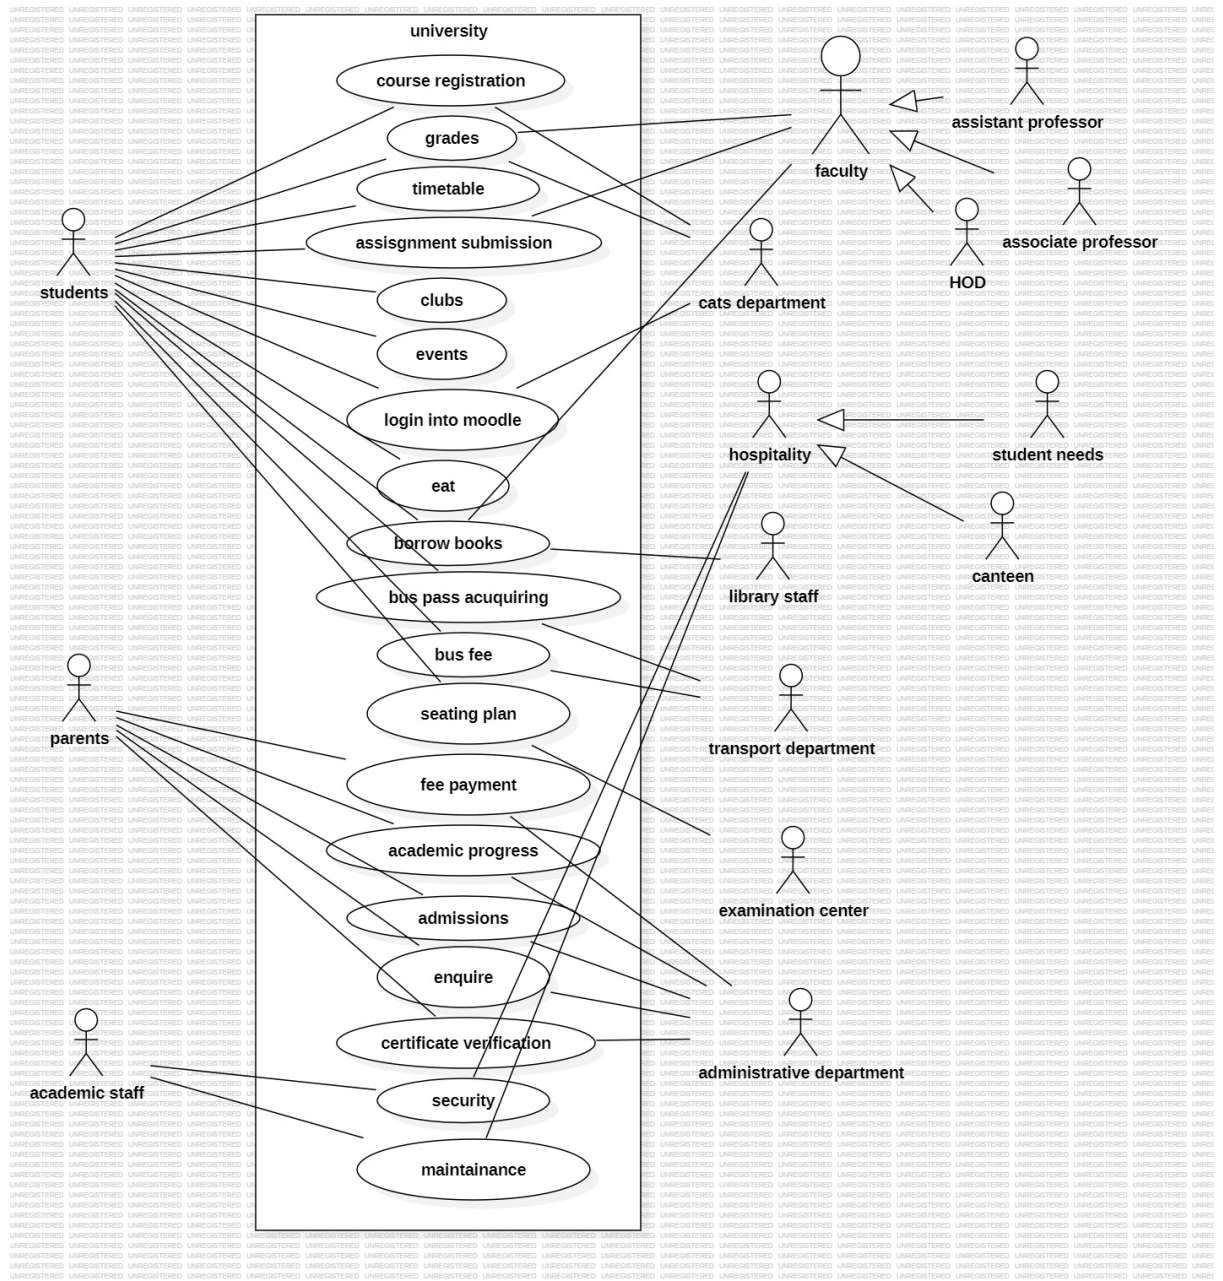 university
course registration
grades
timetable
assisgnment submission
clubs
events
login into moodle
eat
borrow books
bus pass acuquiring
bus fee
seating plan
fee payment
academic progress
admissions
enquire
certificate verification
security
maintainance
students
parents
academic staff
faculty
assistant professor
associate professor
HOD
cats department
hospitality
student needs
canteen
library staff
transport department
examination center
administrative department
UNREGISTERED